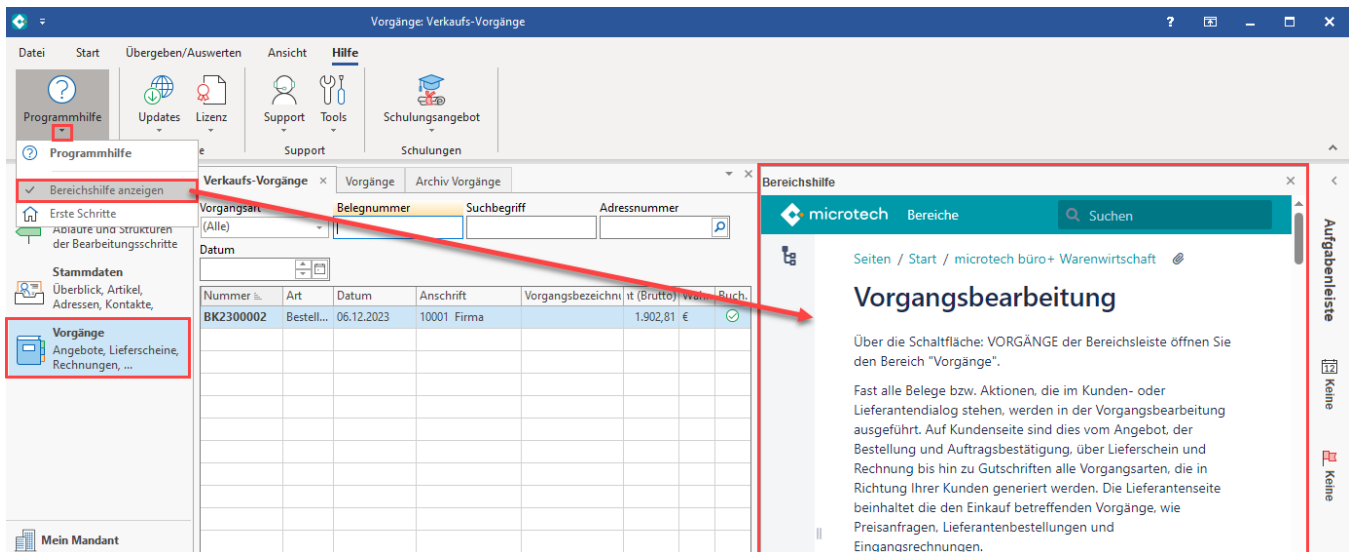 Vorgänge: Verkaufs-Vorgänge
?
Datei Start Übergeben/Auswerten Ansicht Hilfe
Programmhilfe Updates Lizenz Support Tools Schulungsangebot
e Support Schulungen
Programmhilfe
Bereichshilfe anzeigen
Erste Schritte
Abläufe und Strukturen
der Bearbeitungsschritte
Stammdaten
Überblick, Artikel,
Adressen, Kontakte,
Vorgänge
Angebote, Lieferscheine,
Rechnungen, ...
Mein Mandant
Verkaufs-Vorgänge Vorgänge Archiv Vorgänge
Vorgangsart Belegnummer Suchbegriff Adressnummer
(Alle)
Datum
Nummer Art Datum Anschrift Vorgangsbezeichnu nt (Brutto) Wäh. Buch.
BK2300002 Bestell... 06.12.2023 10001 Firma 1.902,81 €
Bereichshilfe
microtech Bereiche Suchen
Seiten / Start / microtech büro+ Warenwirtschaft
Vorgangsbearbeitung
Über die Schaltfläche: VORGÄNGE der Bereichsleiste öffnen Sie
den Bereich "Vorgänge".
Fast alle Belege bzw. Aktionen, die im Kunden- oder
Lieferantendialog stehen, werden in der Vorgangsbearbeitung
ausgeführt. Auf Kundenseite sind dies vom Angebot, der
Bestellung und Auftragsbestätigung, über Lieferschein und
Rechnung bis hin zu Gutschriften alle Vorgangsarten, die in
Richtung Ihrer Kunden generiert werden. Die Lieferantenseite
beinhaltet die den Einkauf betreffenden Vorgänge, wie
Preisanfragen, Lieferantenbestellungen und
Eingangsrechnungen.
Aufgabenleiste
12
Keine
Keine